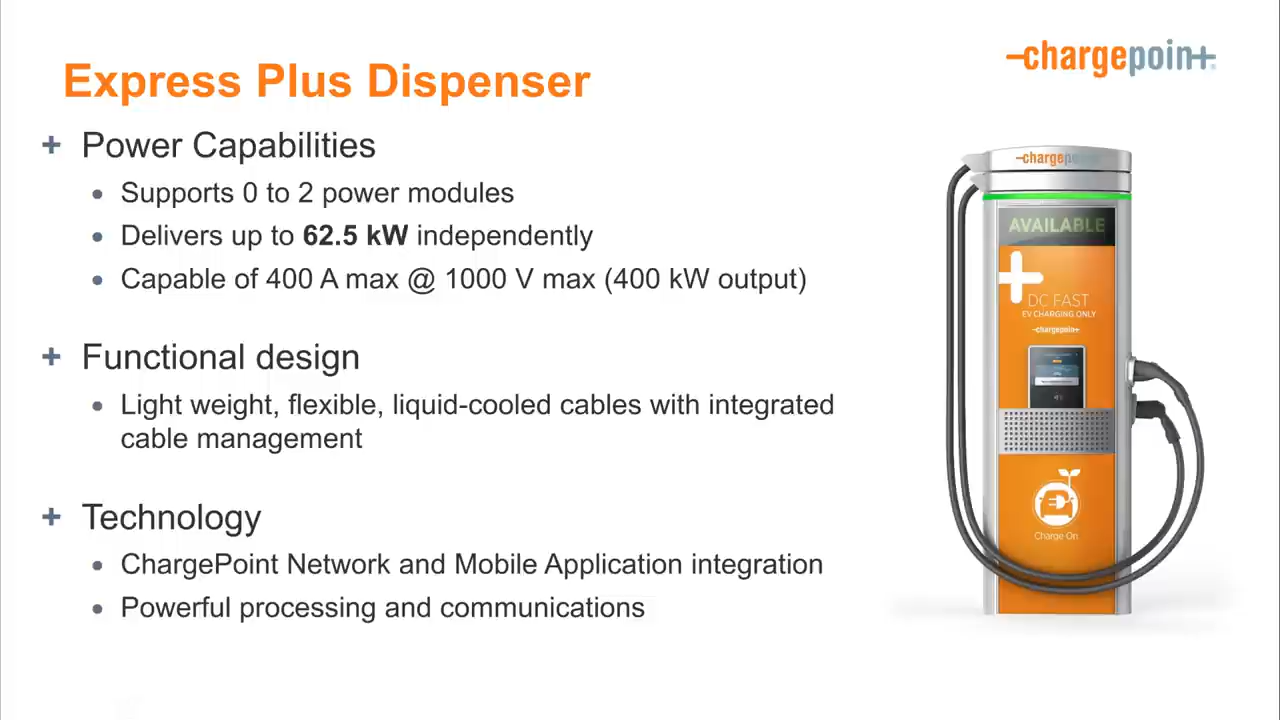 Express Plus Dispenser
-chargepoin+
+ Power Capabilities
• Supports 0 to 2 power modules
• Delivers up to 62.5 kW independently
• Capable of 400 A max @ 1000 V max (400 kW output)
+ Functional design
• Light weight, flexible, liquid-cooled cables with integrated
cable management
+ Technology
• ChargePoint Network and Mobile Application integration
• Powerful processing and communications
-chargepoin+
AVAILABLE
DC FAST
EV CHARGING ONLY
-chargepoin+
Charge On